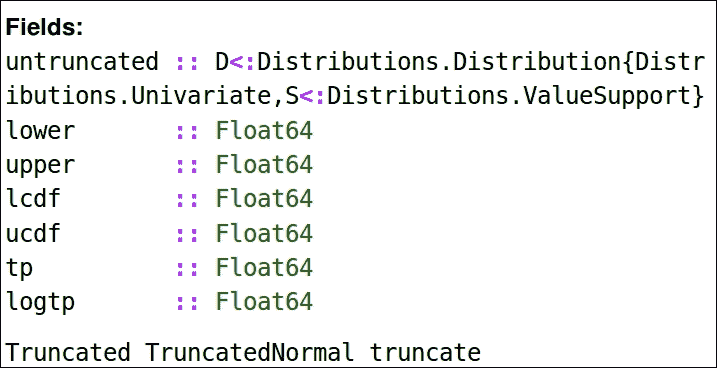 Fields:
untruncated :: D<:Distributions.Distribution{Distr
ibutions.Univariate,S<:Distributions.ValueSupport}
lower       :: Float64
upper       :: Float64
lcdf        :: Float64
ucdf        :: Float64
tp          :: Float64
logtp       :: Float64
Truncated TruncatedNormal truncate